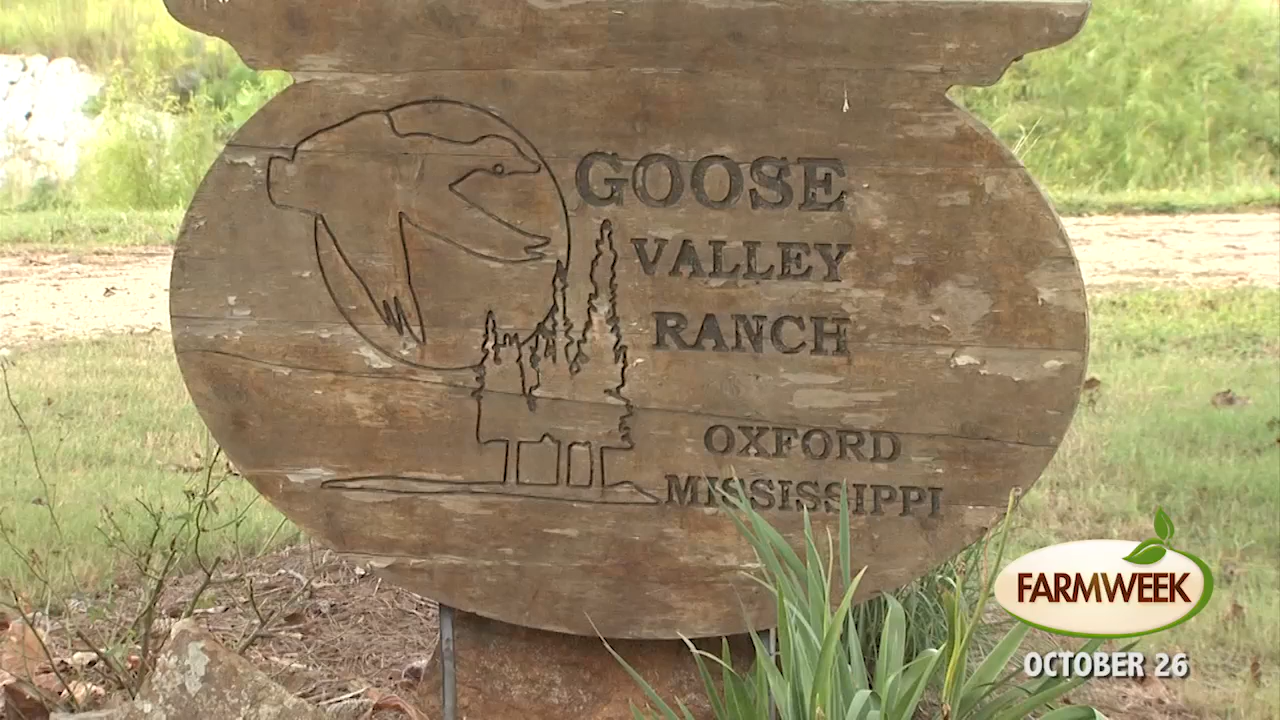 GOOSE
VALLEY
RANCH
OXFORD
MISSISSIPPI
FARMWEEK
OCTOBER 26